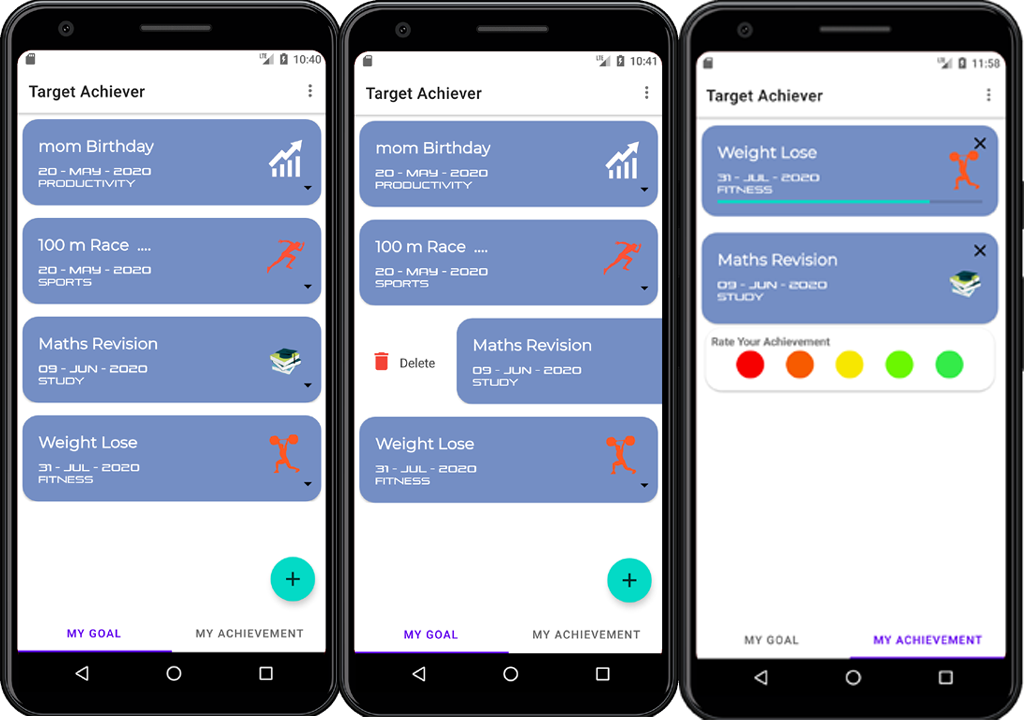 LTE 10:40
Target Achiever
mom Birthday
20 - MAY - 2020
PRODUCTIVITY
100 m Race ....
20 - MAY - 2020
SPORTS
Maths Revision
09 - JUN - 2020
STUDY
Weight Lose
31 - JUL - 2020
FITNESS
+
MY GOAL MY ACHIEVEMENT
LTE 10:41
Target Achiever
mom Birthday
20 - MAY - 2020
PRODUCTIVITY
100 m Race ....
20 - MAY - 2020
SPORTS
Delete
Maths Revision
09 - JUN - 2020
STUDY
Weight Lose
31 - JUL - 2020
FITNESS
+
MY GOAL MY ACHIEVEMENT
LTE 11:58
Target Achiever
Weight Lose
31 - JUL - 2020
FITNESS
Maths Revision
09 - JUN - 2020
STUDY
Rate Your Achievement
MY GOAL MY ACHIEVEMENT